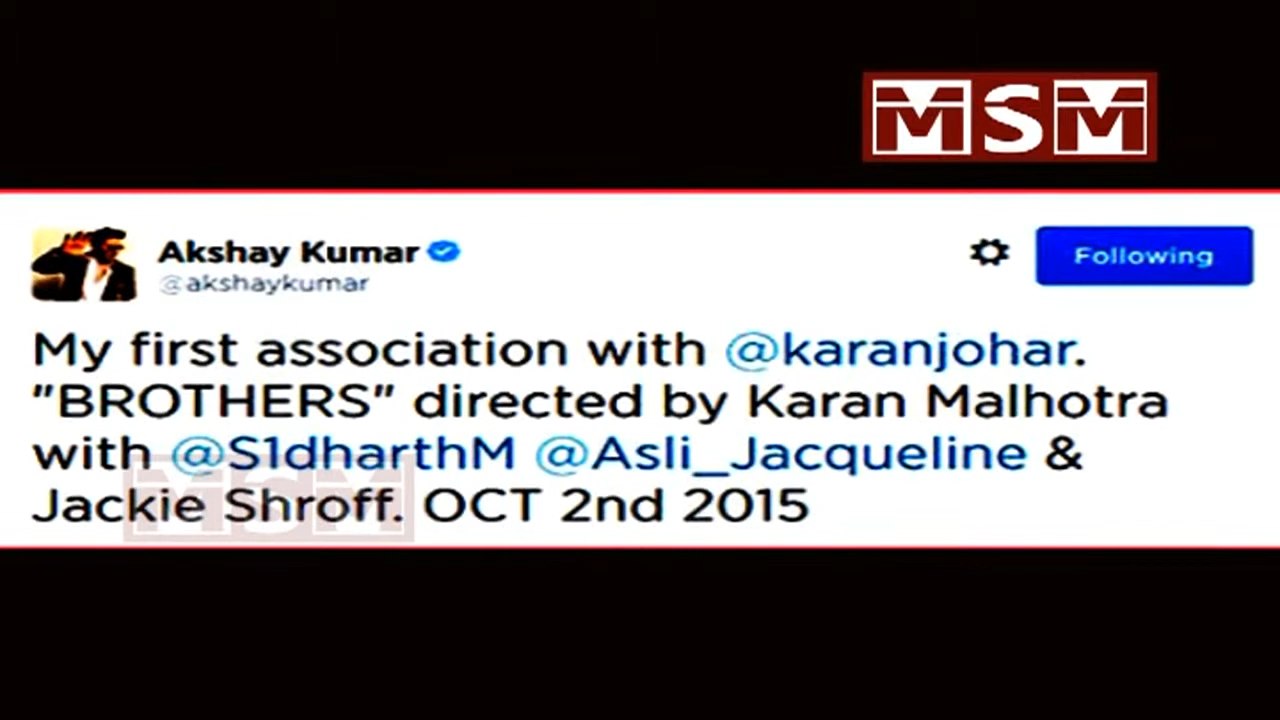 MSM
Akshay Kumar
@akshaykumar
Following
My first association with @karanjohar.
"BROTHERS" directed by Karan Malhotra
with @S1dharthM @Asli_Jacqueline &
Jackie Shroff. OCT 2nd 2015
MSM